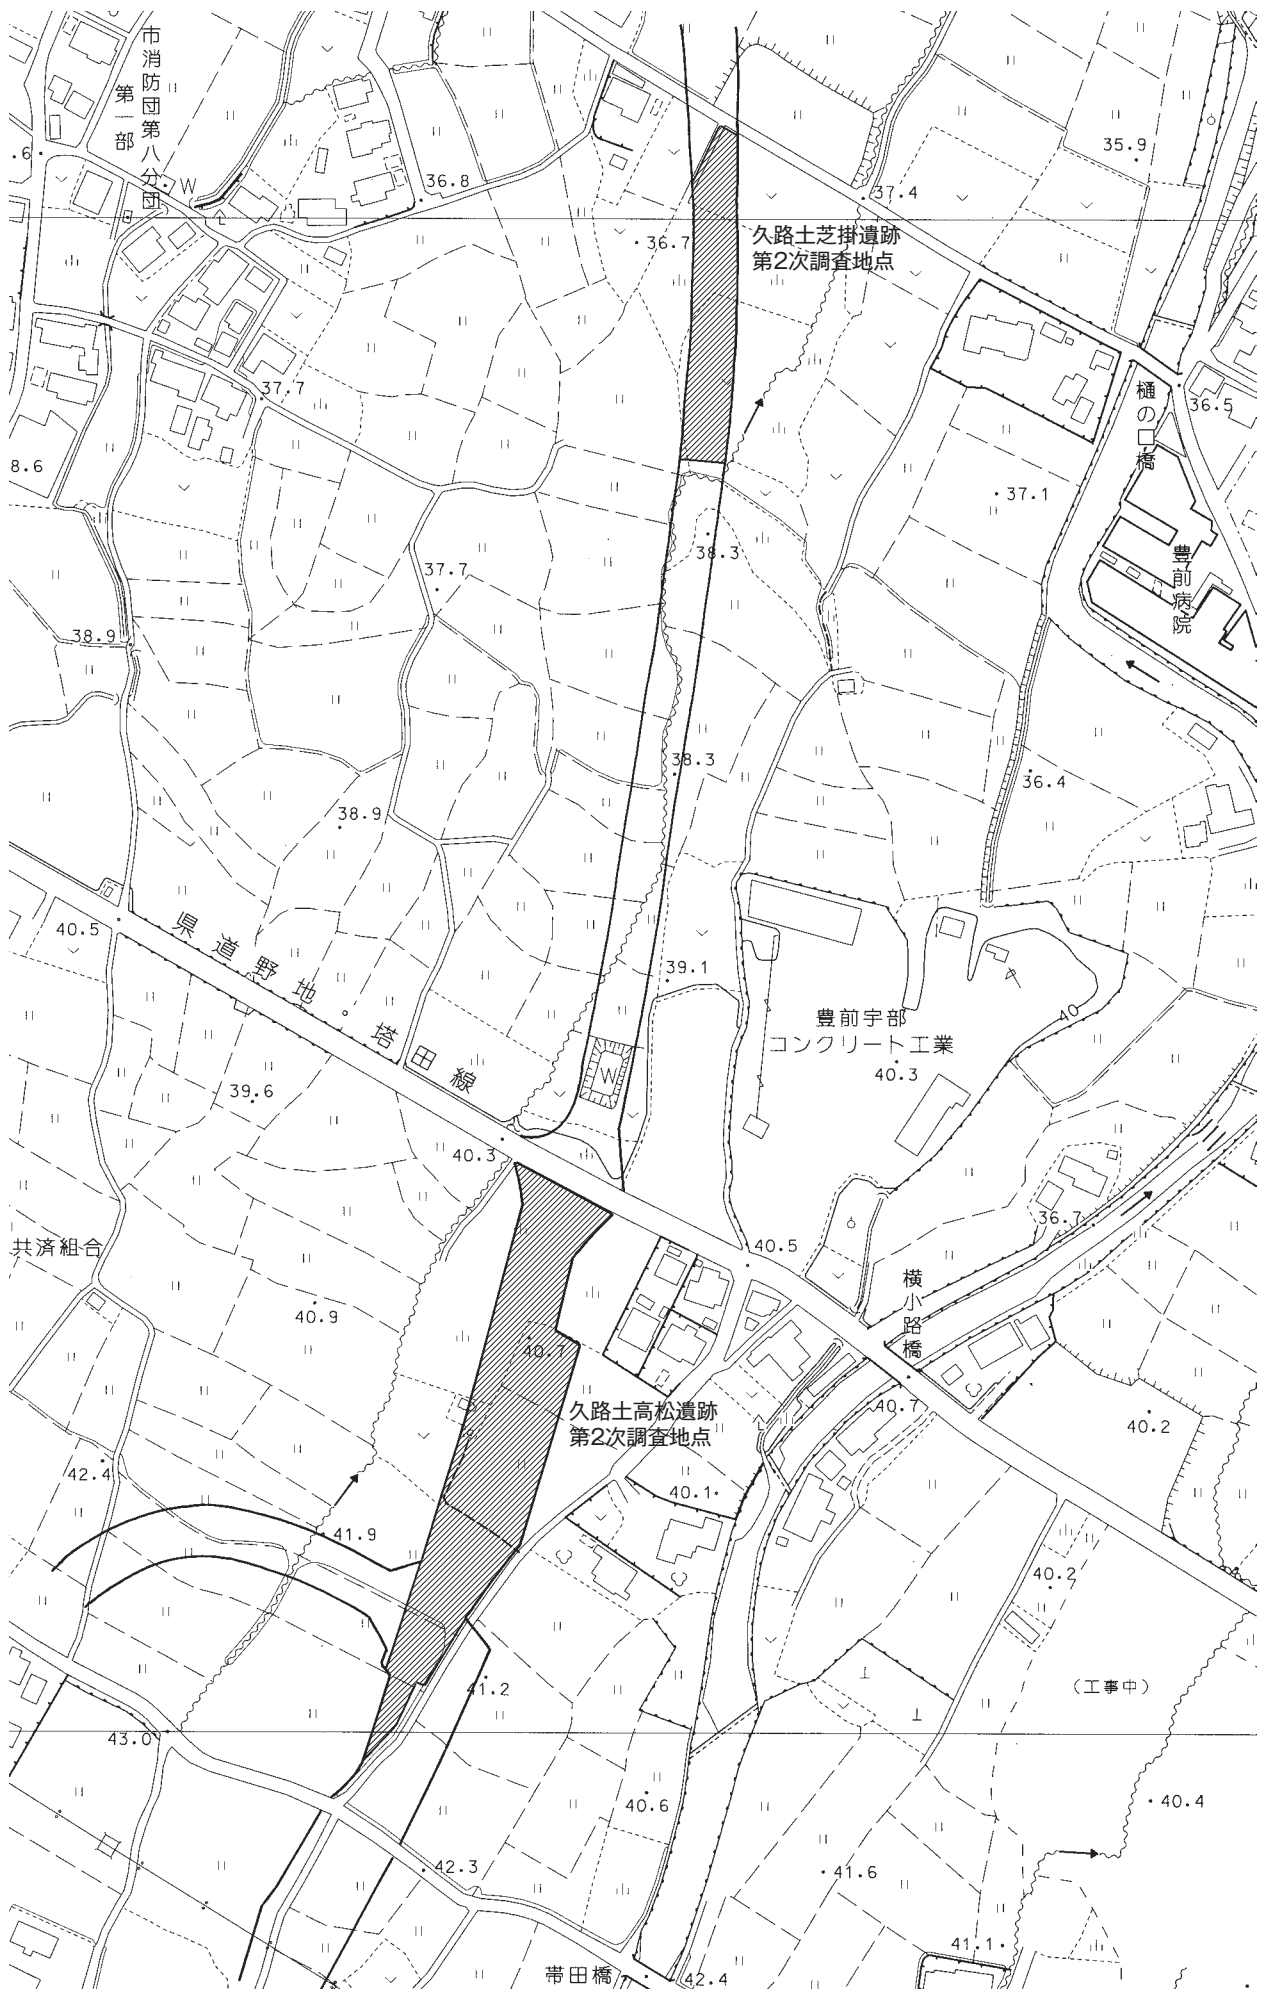 市消防団第八分団
第一部
.6
W
36.8
35.9
37.4
36.7
久路土芝掛遺跡
第2次調査地点
37.7
36.5
樋の口橋
8.6
37.1
38.3
豊前病院
37.7
38.9
38.3
36.4
38.9
40.5
県道野地・塔田線
39.1
豊前宇部
コンクリート工業
40
40.3
W
39.6
40.3
36.7
共済組合
40.5
横小路橋
40.9
40.7
久路土高松遺跡
第2次調査地点
40.7
40.2
42.4
40.1
41.9
40.2
41.2
(工事中)
43.0
40.6
40.4
42.3
41.6
41.1
帯田橋
42.4